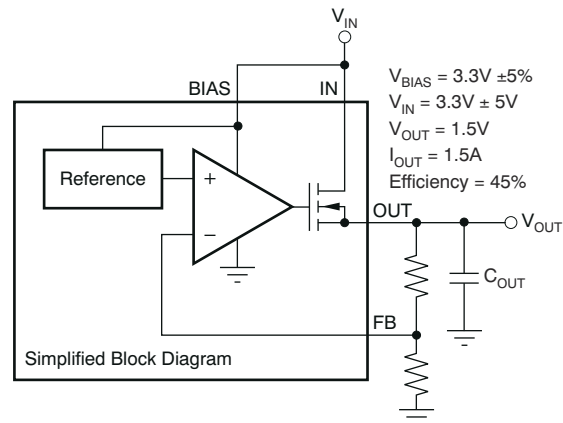 V_IN
BIAS
IN
V_BIAS = 3.3V ±5%
V_IN = 3.3V ± 5V
V_OUT = 1.5V
I_OUT = 1.5A
Efficiency = 45%
Reference
+
−
OUT
V_OUT
C_OUT
FB
Simplified Block Diagram